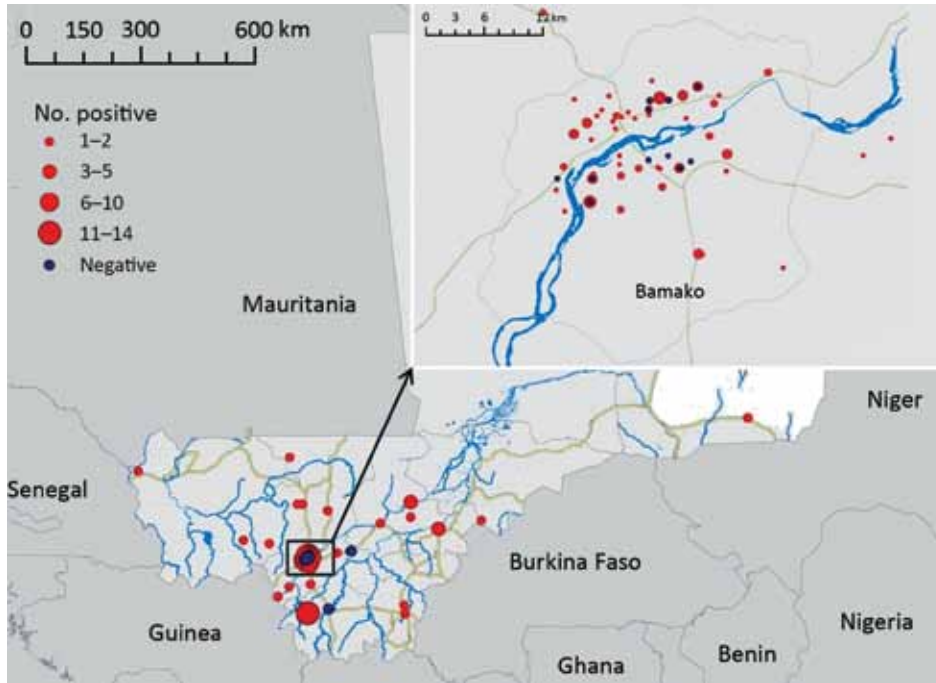 0 150 300 600 km
No. positive
1–2
3–5
6–10
11–14
Negative
0 3 6 12 km
Bamako
Mauritania
Niger
Senegal
Burkina Faso
Guinea
Nigeria
Benin
Ghana